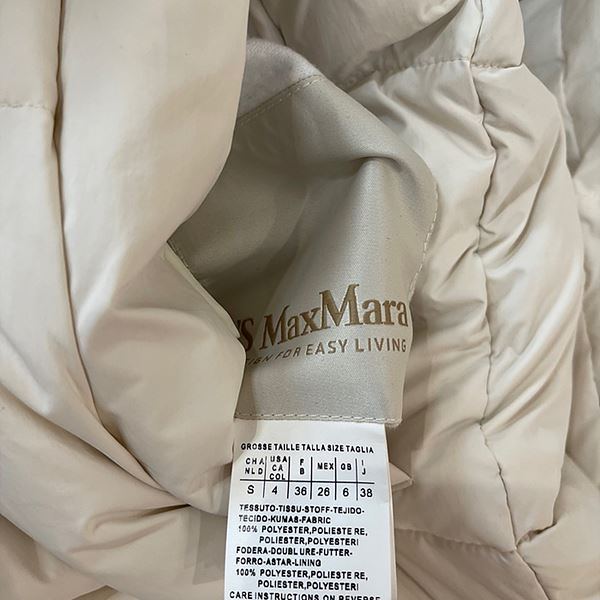 'S MaxMara
IGN FOR EASY LIVING
GROSSE TAILLE TALLA SIZE TAGLIA
CHA NLD USA CA COL F B MEX GB I J
S 4 36 26 6 38
TESSUTO-TISSU-STOFF-TEJIDO-
TECIDO-KUMAS-FABRIC
100% POLYESTER,POLIESTE RE,
POLIESTER,POLYESTERI
FODERA-DOUBLURE-FUTTER-
FORRO-ASTAR-LINING
100% POLYESTER,POLIESTE RE,
POLIESTER,POLYESTERI
CARE INSTRUCTIONS ON REVERSE